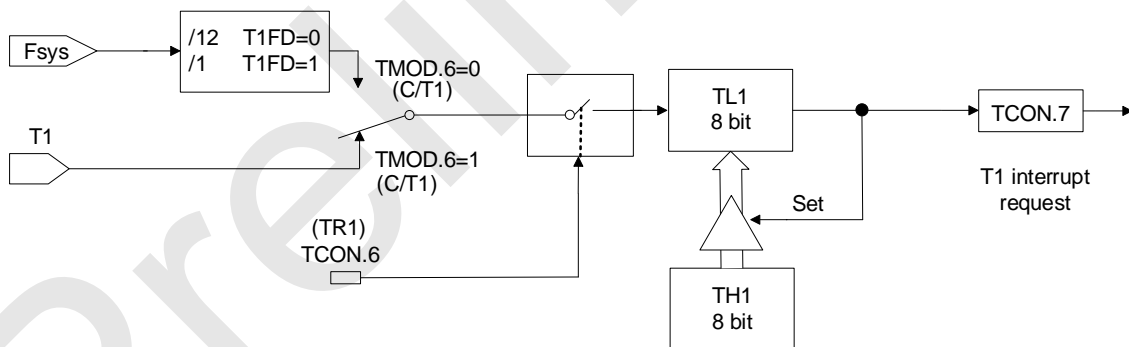 Fsys
/12 T1FD=0
/1 T1FD=1
TMOD.6=0
(C/T1)
T1
TMOD.6=1
(C/T1)
(TR1)
TCON.6
TL1
8 bit
Set
TH1
8 bit
TCON.7
T1 interrupt
request